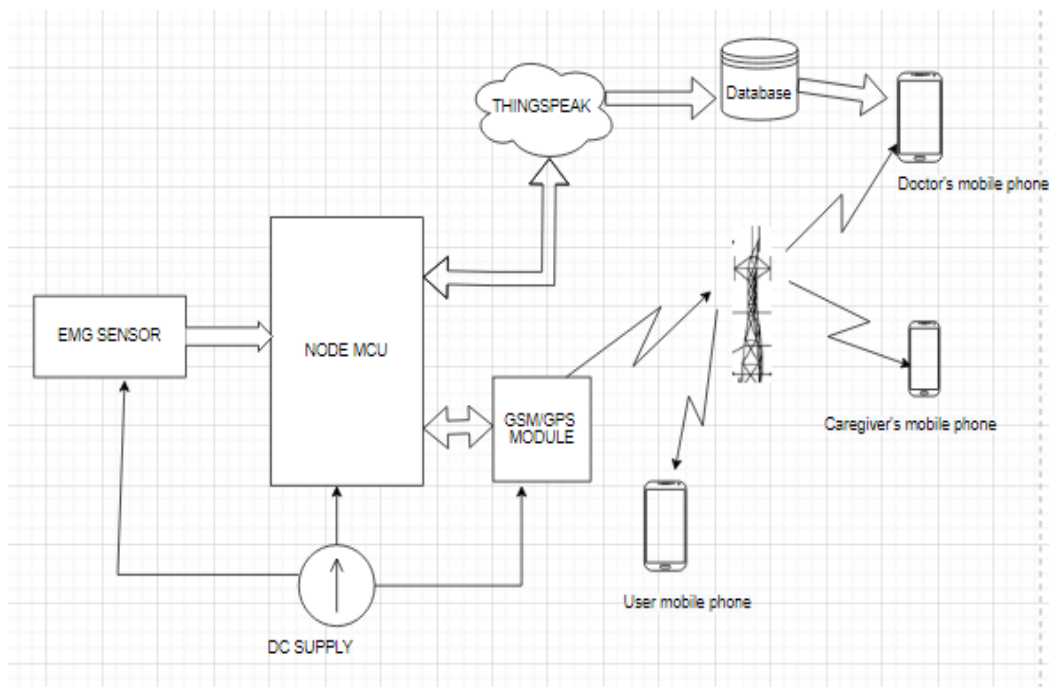 THINGSPEAK
Database
Doctor's mobile phone
EMG SENSOR
NODE MCU
GSM/GPS
MODULE
Caregiver's mobile phone
User mobile phone
DC SUPPLY